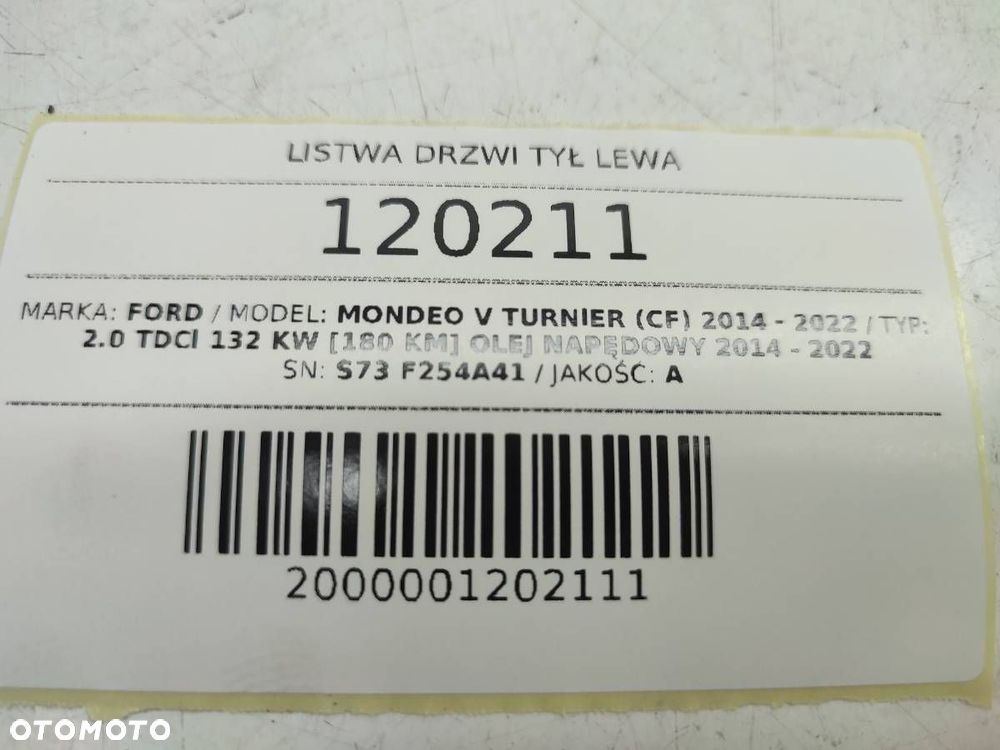 LISTWA DRZWI TYŁ LEWA
120211
MARKA: FORD / MODEL: MONDEO V TURNIER (CF) 2014 - 2022 / TYP:
2.0 TDCI 132 KW [180 KM] OLEJ NAPĘDOWY 2014 - 2022
SN: S73 F254A41 / JAKOŚĆ: A
2000001202111
OTOMOTO